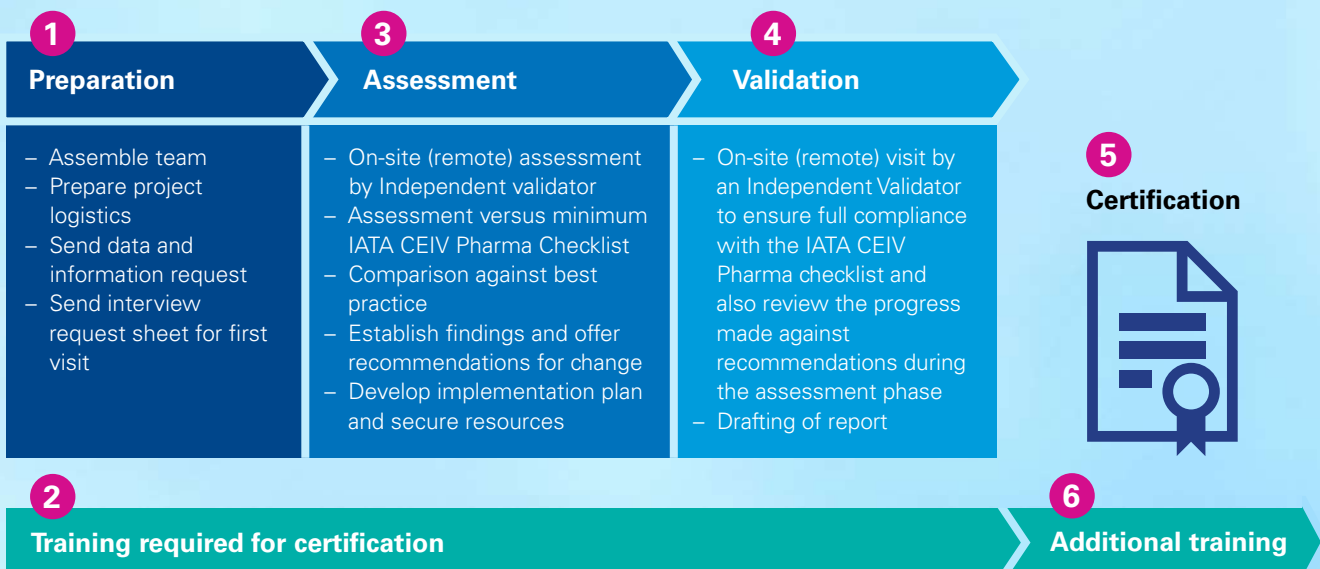 1
Preparation
– Assemble team
– Prepare project
logistics
– Send data and
information request
– Send interview
request sheet for first
visit
3
Assessment
– On-site (remote) assessment
by Independent validator
– Assessment versus minimum
IATA CEIV Pharma Checklist
– Comparison against best
practice
– Establish findings and offer
recommendations for change
– Develop implementation plan
and secure resources
4
Validation
– On-site (remote) visit by
an Independent Validator
to ensure full compliance
with the IATA CEIV
Pharma checklist and
also review the progress
made against
recommendations during
the assessment phase
– Drafting of report
5
Certification
2
Training required for certification
6
Additional training